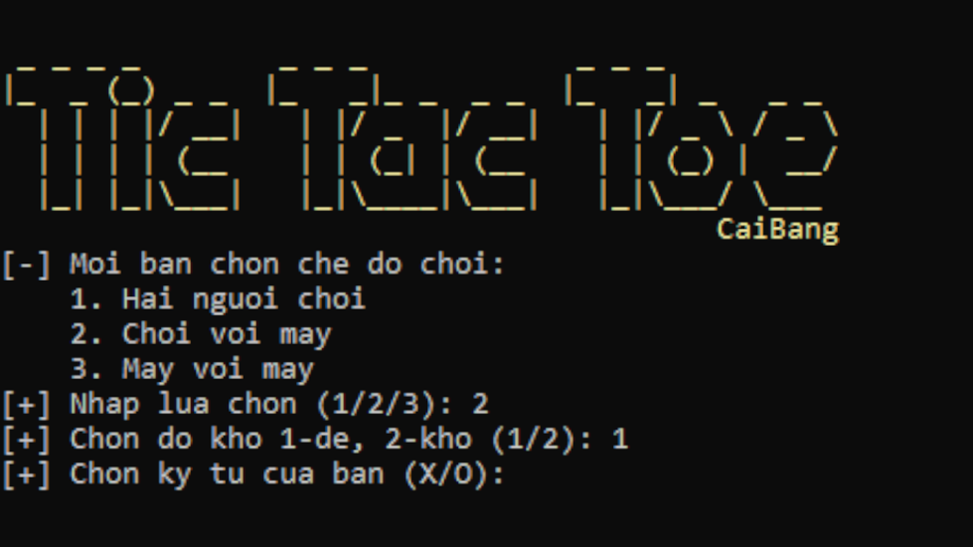 Tic Tac Toe
CaiBang
[-] Moi ban chon che do choi:
1. Hai nguoi choi
2. Choi voi may
3. May voi may
[+] Nhap lua chon (1/2/3): 2
[+] Chon do kho 1-de, 2-kho (1/2): 1
[+] Chon ky tu cua ban (X/O):